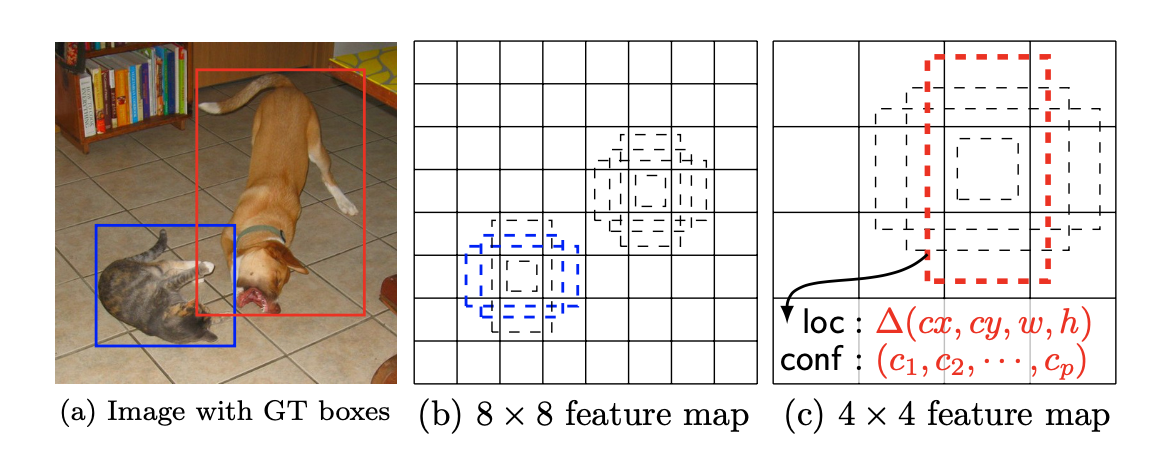 loc : Δ(cx, cy, w, h)
conf : (c₁, c₂, ⋯, cₚ)
(a) Image with GT boxes
(b) 8 × 8 feature map
(c) 4 × 4 feature map